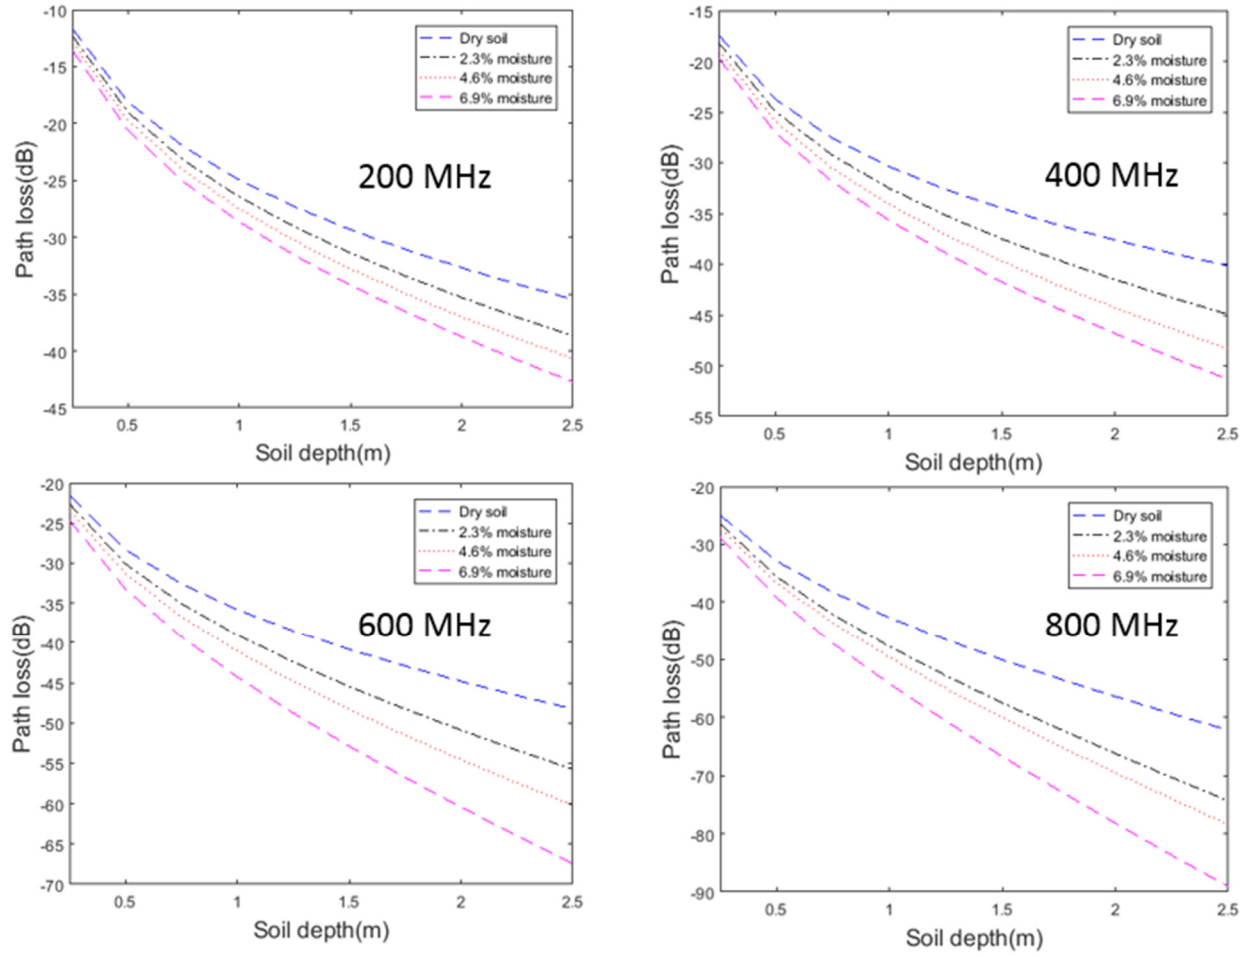 -10
-15
-20
-25
-30
-35
-40
-45
Path loss(dB)
Dry soil
2.3% moisture
4.6% moisture
6.9% moisture
200 MHz
0.5
1
1.5
2
2.5
Soil depth(m)
-15
-20
-25
-30
-35
-40
-45
-50
-55
Path loss(dB)
Dry soil
2.3% moisture
4.6% moisture
6.9% moisture
400 MHz
0.5
1
1.5
2
2.5
Soil depth(m)
-20
-25
-30
-35
-40
-45
-50
-55
-60
-65
-70
Path loss(dB)
Dry soil
2.3% moisture
4.6% moisture
6.9% moisture
600 MHz
0.5
1
1.5
2
2.5
Soil depth(m)
-20
-30
-40
-50
-60
-70
-80
-90
Path loss(dB)
Dry soil
2.3% moisture
4.6% moisture
6.9% moisture
800 MHz
0.5
1
1.5
2
2.5
Soil depth(m)